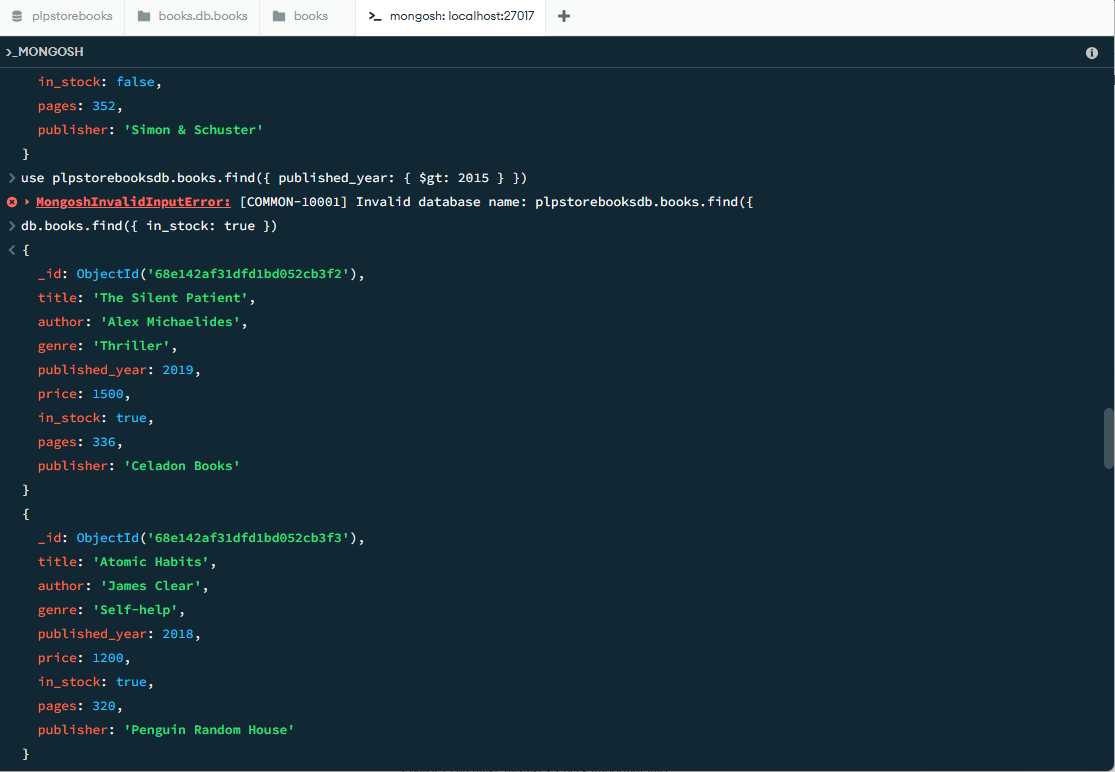 plpstorebooks books.db.books books >_ mongosh: localhost:27017 +
>_MONGOSH
in_stock: false,
pages: 352,
publisher: 'Simon & Schuster'
}
> use plpstorebooksdb.books.find({ published_year: { $gt: 2015 } })
MongoshInvalidInputError: [COMMON-10001] Invalid database name: plpstorebooksdb.books.find({
> db.books.find({ in_stock: true })
< {
_id: ObjectId('68e142af31dfd1bd052cb3f2'),
title: 'The Silent Patient',
author: 'Alex Michaelides',
genre: 'Thriller',
published_year: 2019,
price: 1500,
in_stock: true,
pages: 336,
publisher: 'Celadon Books'
}
{
_id: ObjectId('68e142af31dfd1bd052cb3f3'),
title: 'Atomic Habits',
author: 'James Clear',
genre: 'Self-help',
published_year: 2018,
price: 1200,
in_stock: true,
pages: 320,
publisher: 'Penguin Random House'
}